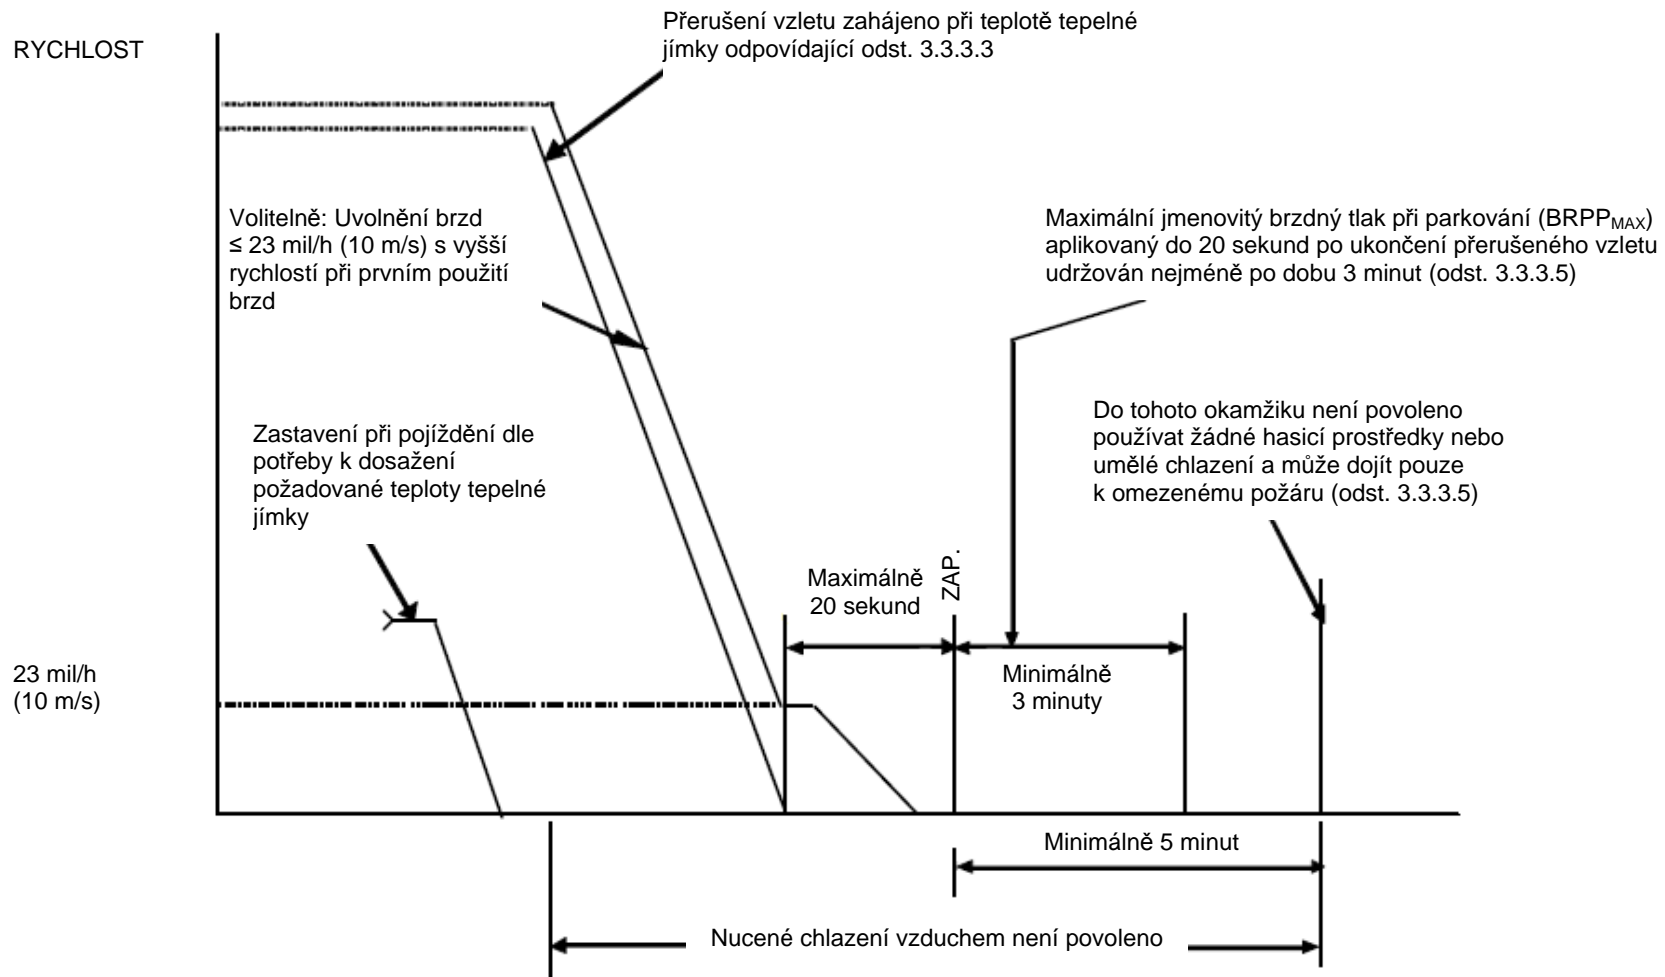 RYCHLOST
Přerušení vzletu zahájeno při teplotě tepelné
jímky odpovídající odst. 3.3.3.3
Volitelně: Uvolnění brzd
≤ 23 mil/h (10 m/s) s vyšší
rychlostí při prvním použití
brzd
Maximální jmenovitý brzdný tlak při parkování (BRPPMAX)
aplikovaný do 20 sekund po ukončení přerušeného vzletu
udržován nejméně po dobu 3 minut (odst. 3.3.3.5)
Zastavení při pojíždění dle
potřeby k dosažení
požadované teploty tepelné
jímky
Do tohoto okamžiku není povoleno
používat žádné hasicí prostředky nebo
umělé chlazení a může dojít pouze
k omezenému požáru (odst. 3.3.3.5)
Maximálně
20 sekund
ZAP.
Minimálně
3 minuty
23 mil/h
(10 m/s)
Minimálně 5 minut
Nucené chlazení vzduchem není povoleno